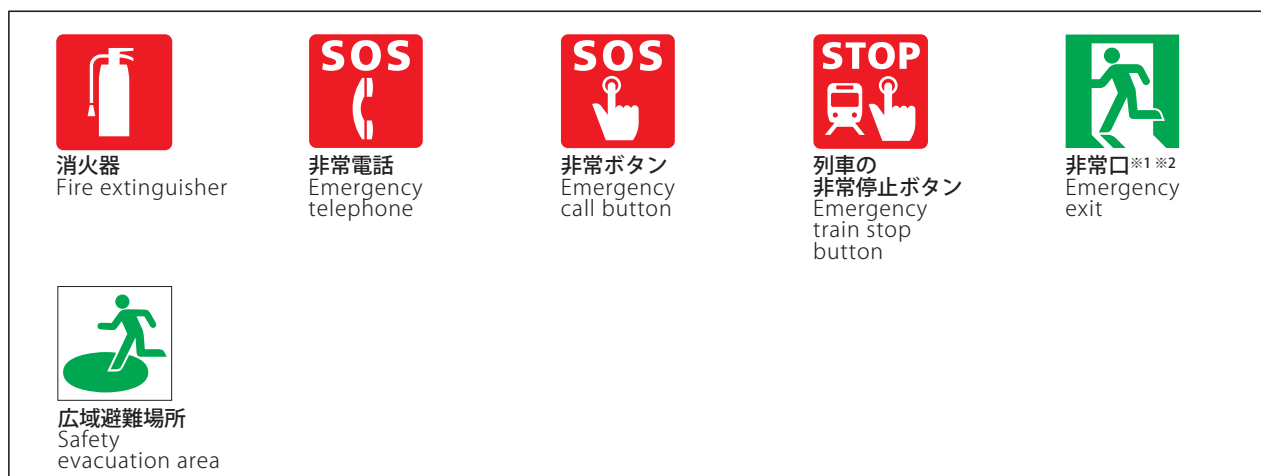 SOS
SOS
STOP
消火器
Fire extinguisher
非常電話
Emergency
telephone
非常ボタン
Emergency
call button
列車の
非常停止ボタン
Emergency
train stop
button
非常口※1 ※2
Emergency
exit
広域避難場所
Safety
evacuation area